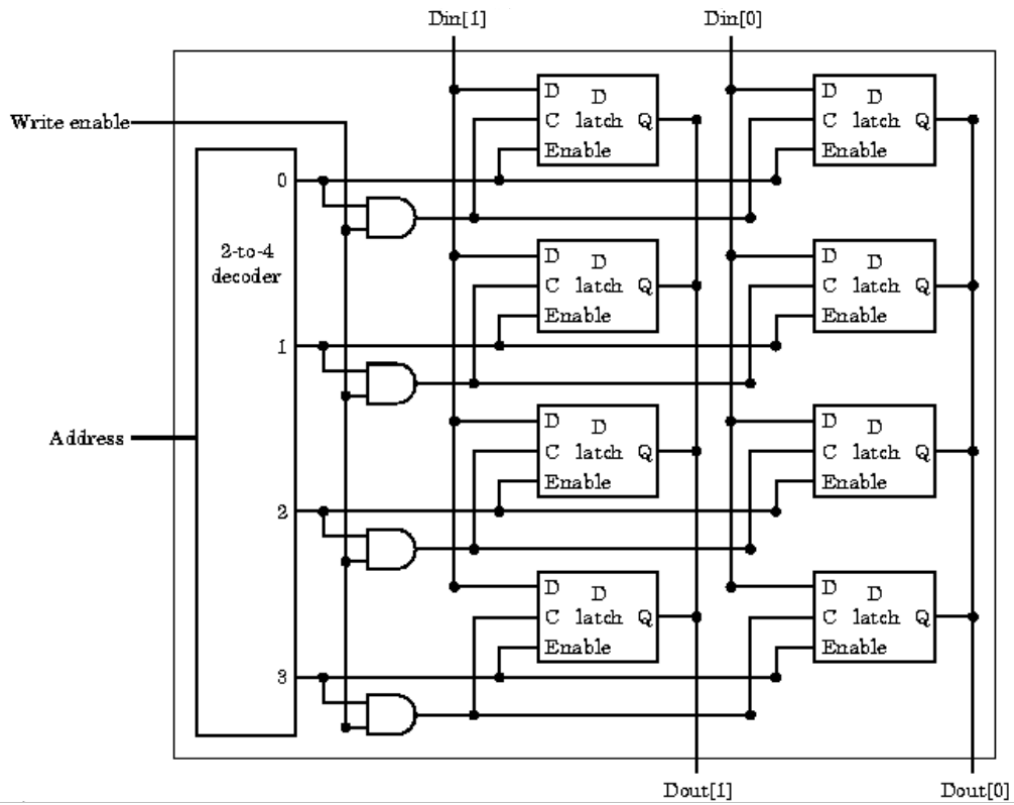 Din[1] Din[0]
Write enable
D D
C latch Q
Enable
D D
C latch Q
Enable
0
2-to-4
decoder
D D
C latch Q
Enable
D D
C latch Q
Enable
1
Address
D D
C latch Q
Enable
D D
C latch Q
Enable
2
D D
C latch Q
Enable
D D
C latch Q
Enable
3
Dout[1] Dout[0]